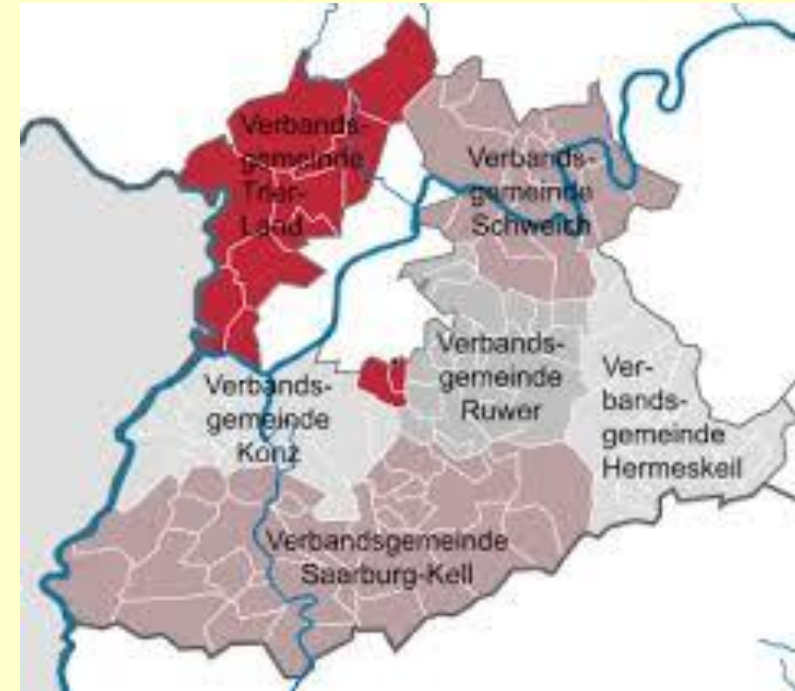 Verbands-
gemeinde
Trier-
Land
Verbands-
gemeinde
Schweich
Verbands-
gemeinde
Ruwer
Ver-
bands-
gemeinde
Hermeskeil
Verbands-
gemeinde
Konz
Verbandsgemeinde
Saarburg-Kell